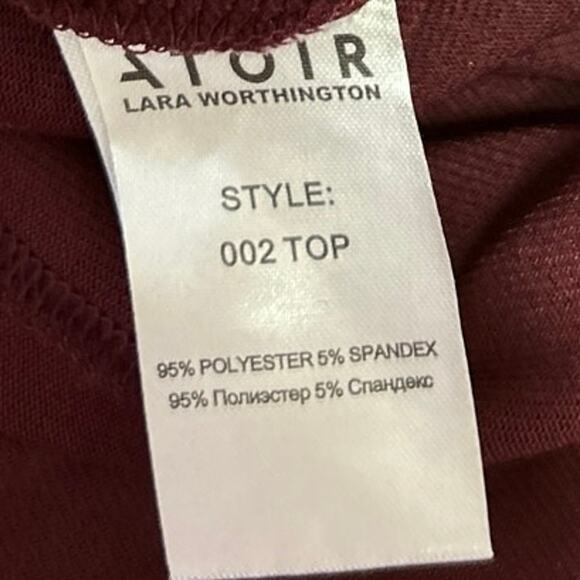 ATOIR
LARA WORTHINGTON
STYLE:
002 TOP
95% POLYESTER 5% SPANDEX
95% Полиэстер 5% Спандекс